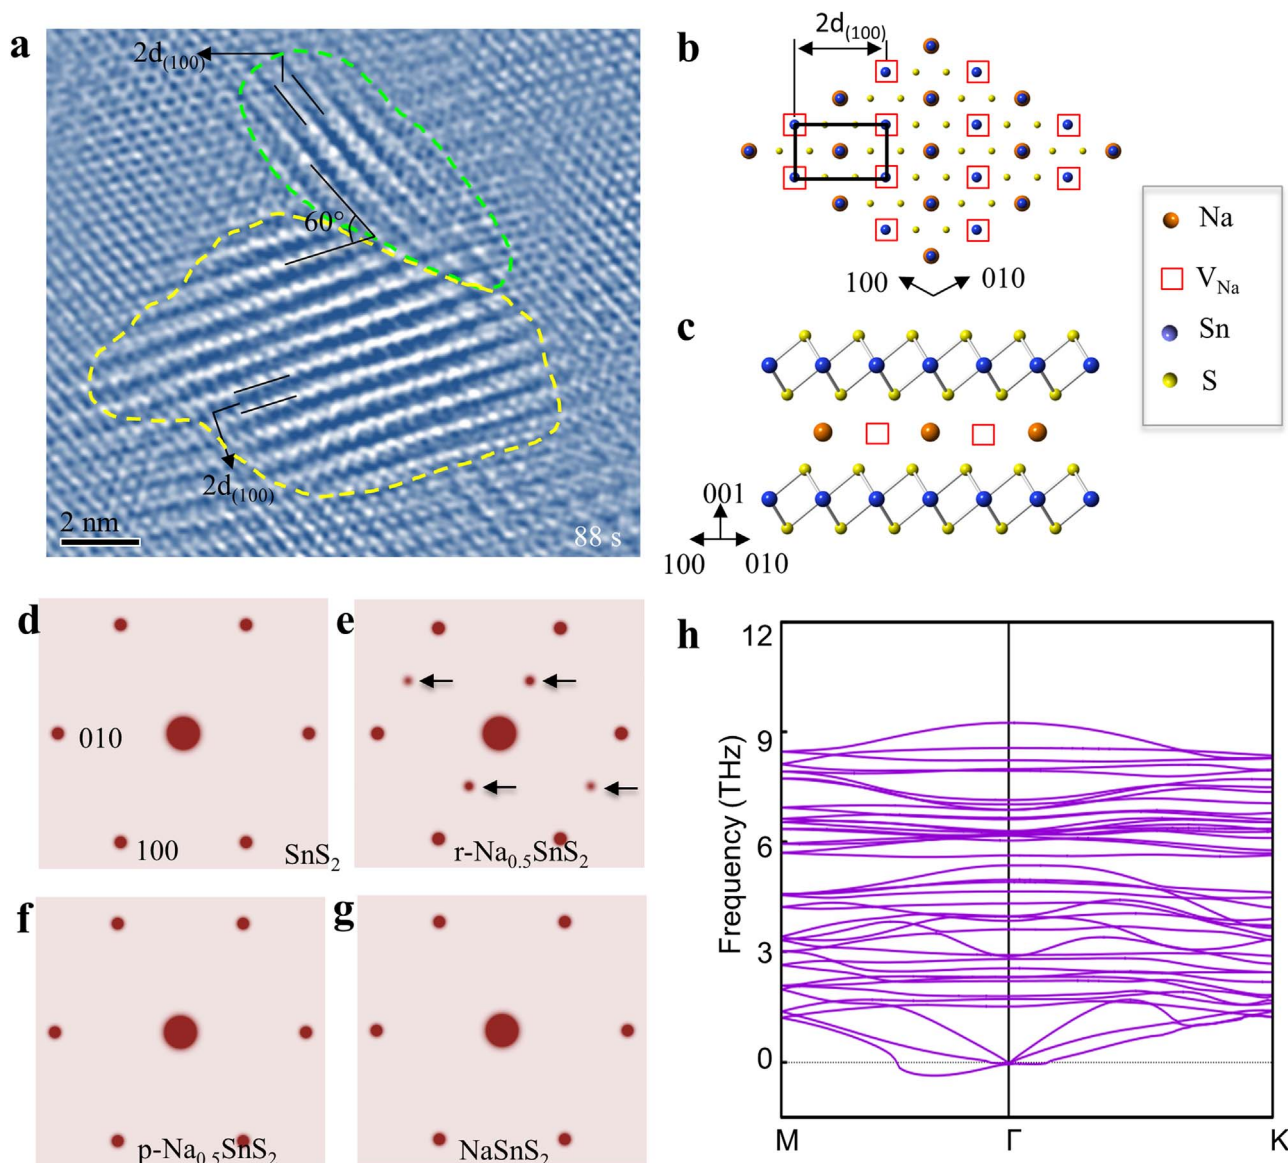 a
2d(100)
60°
2d(100)
2 nm
88 s
b
2d(100)
100
010
c
001
100
010
Na
VNa
Sn
S
d
010
100
SnS2
e
r-Na0.5SnS2
f
p-Na0.5SnS2
g
NaSnS2
h
Frequency (THz)
12
9
6
3
0
M
Γ
K